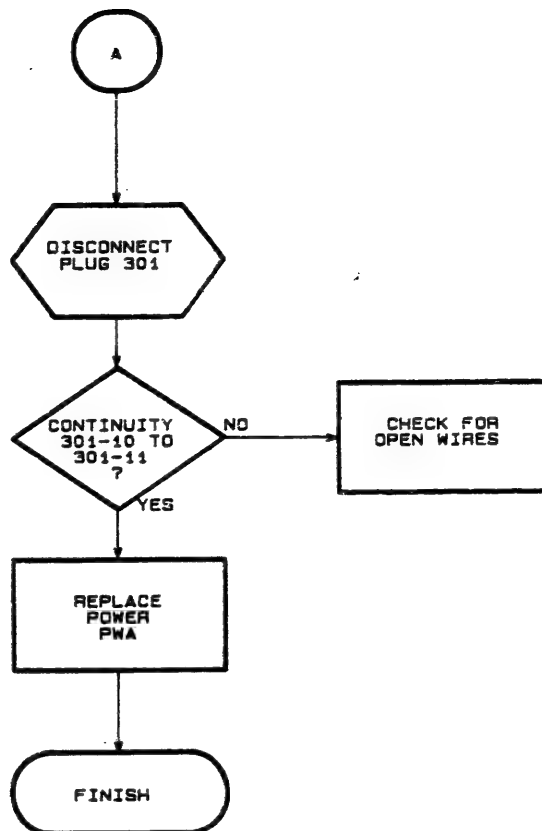 A
DISCONNECT
PLUG 301
CONTINUITY
301-10 TO
301-11
?
NO
CHECK FOR
OPEN WIRES
YES
REPLACE
POWER
PWA
FINISH